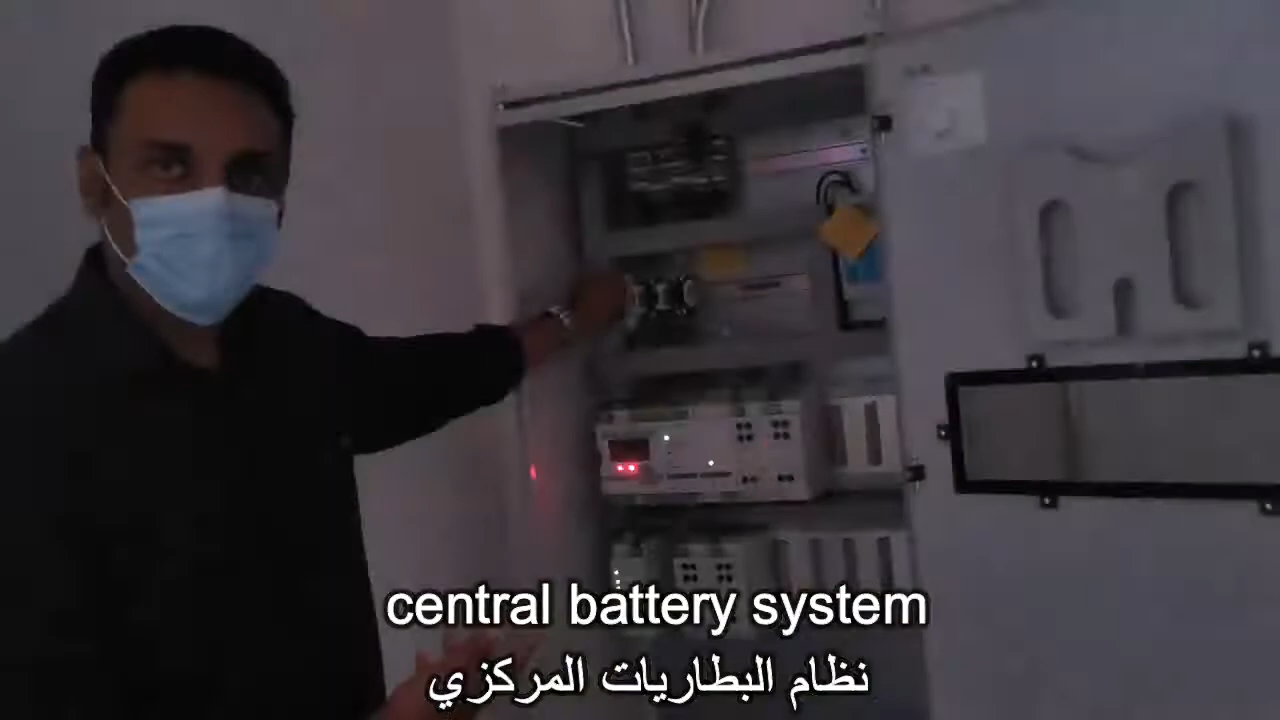 central battery system
نظام البطاريات المركزي